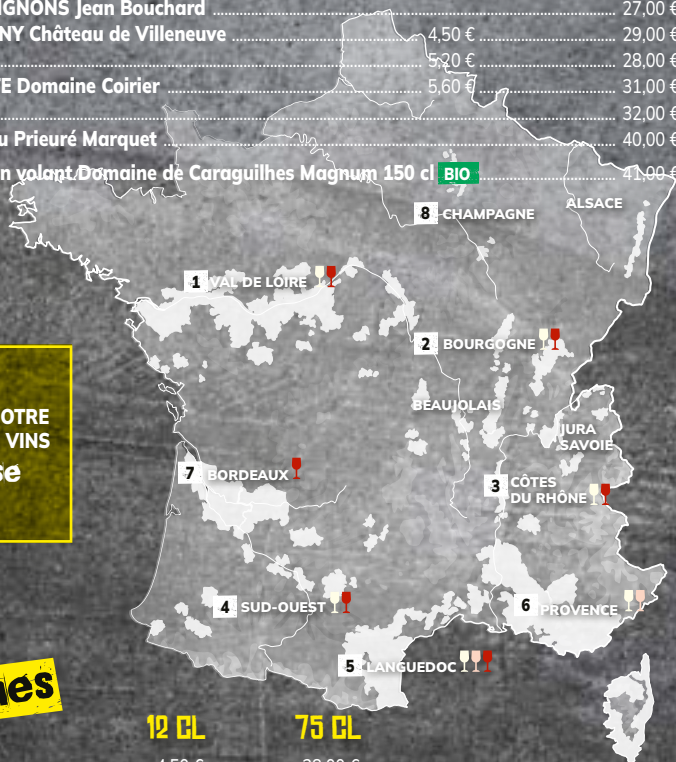 IGNONS Jean Bouchard 27,00 €
NY Château de Villeneuve 4,50 € 29,00 €
5,20 € 28,00 €
E Domaine Coirier 5,60 € 31,00 €
32,00 €
u Prieuré Marquet 40,00 €
n volant Domaine de Caraguilhes Magnum 150 cl BIO 41,00 €
ALSACE
8 CHAMPAGNE
1 VAL DE LOIRE
2 BOURGOGNE
OTRE
VINS
se
BEAUJOLAIS
JURA
SAVOIE
7 BORDEAUX
3 CÔTES
DU RHÔNE
4 SUD-OUEST
6 PROVENCE
5 LANGUEDOC
nes
12 CL 75 CL